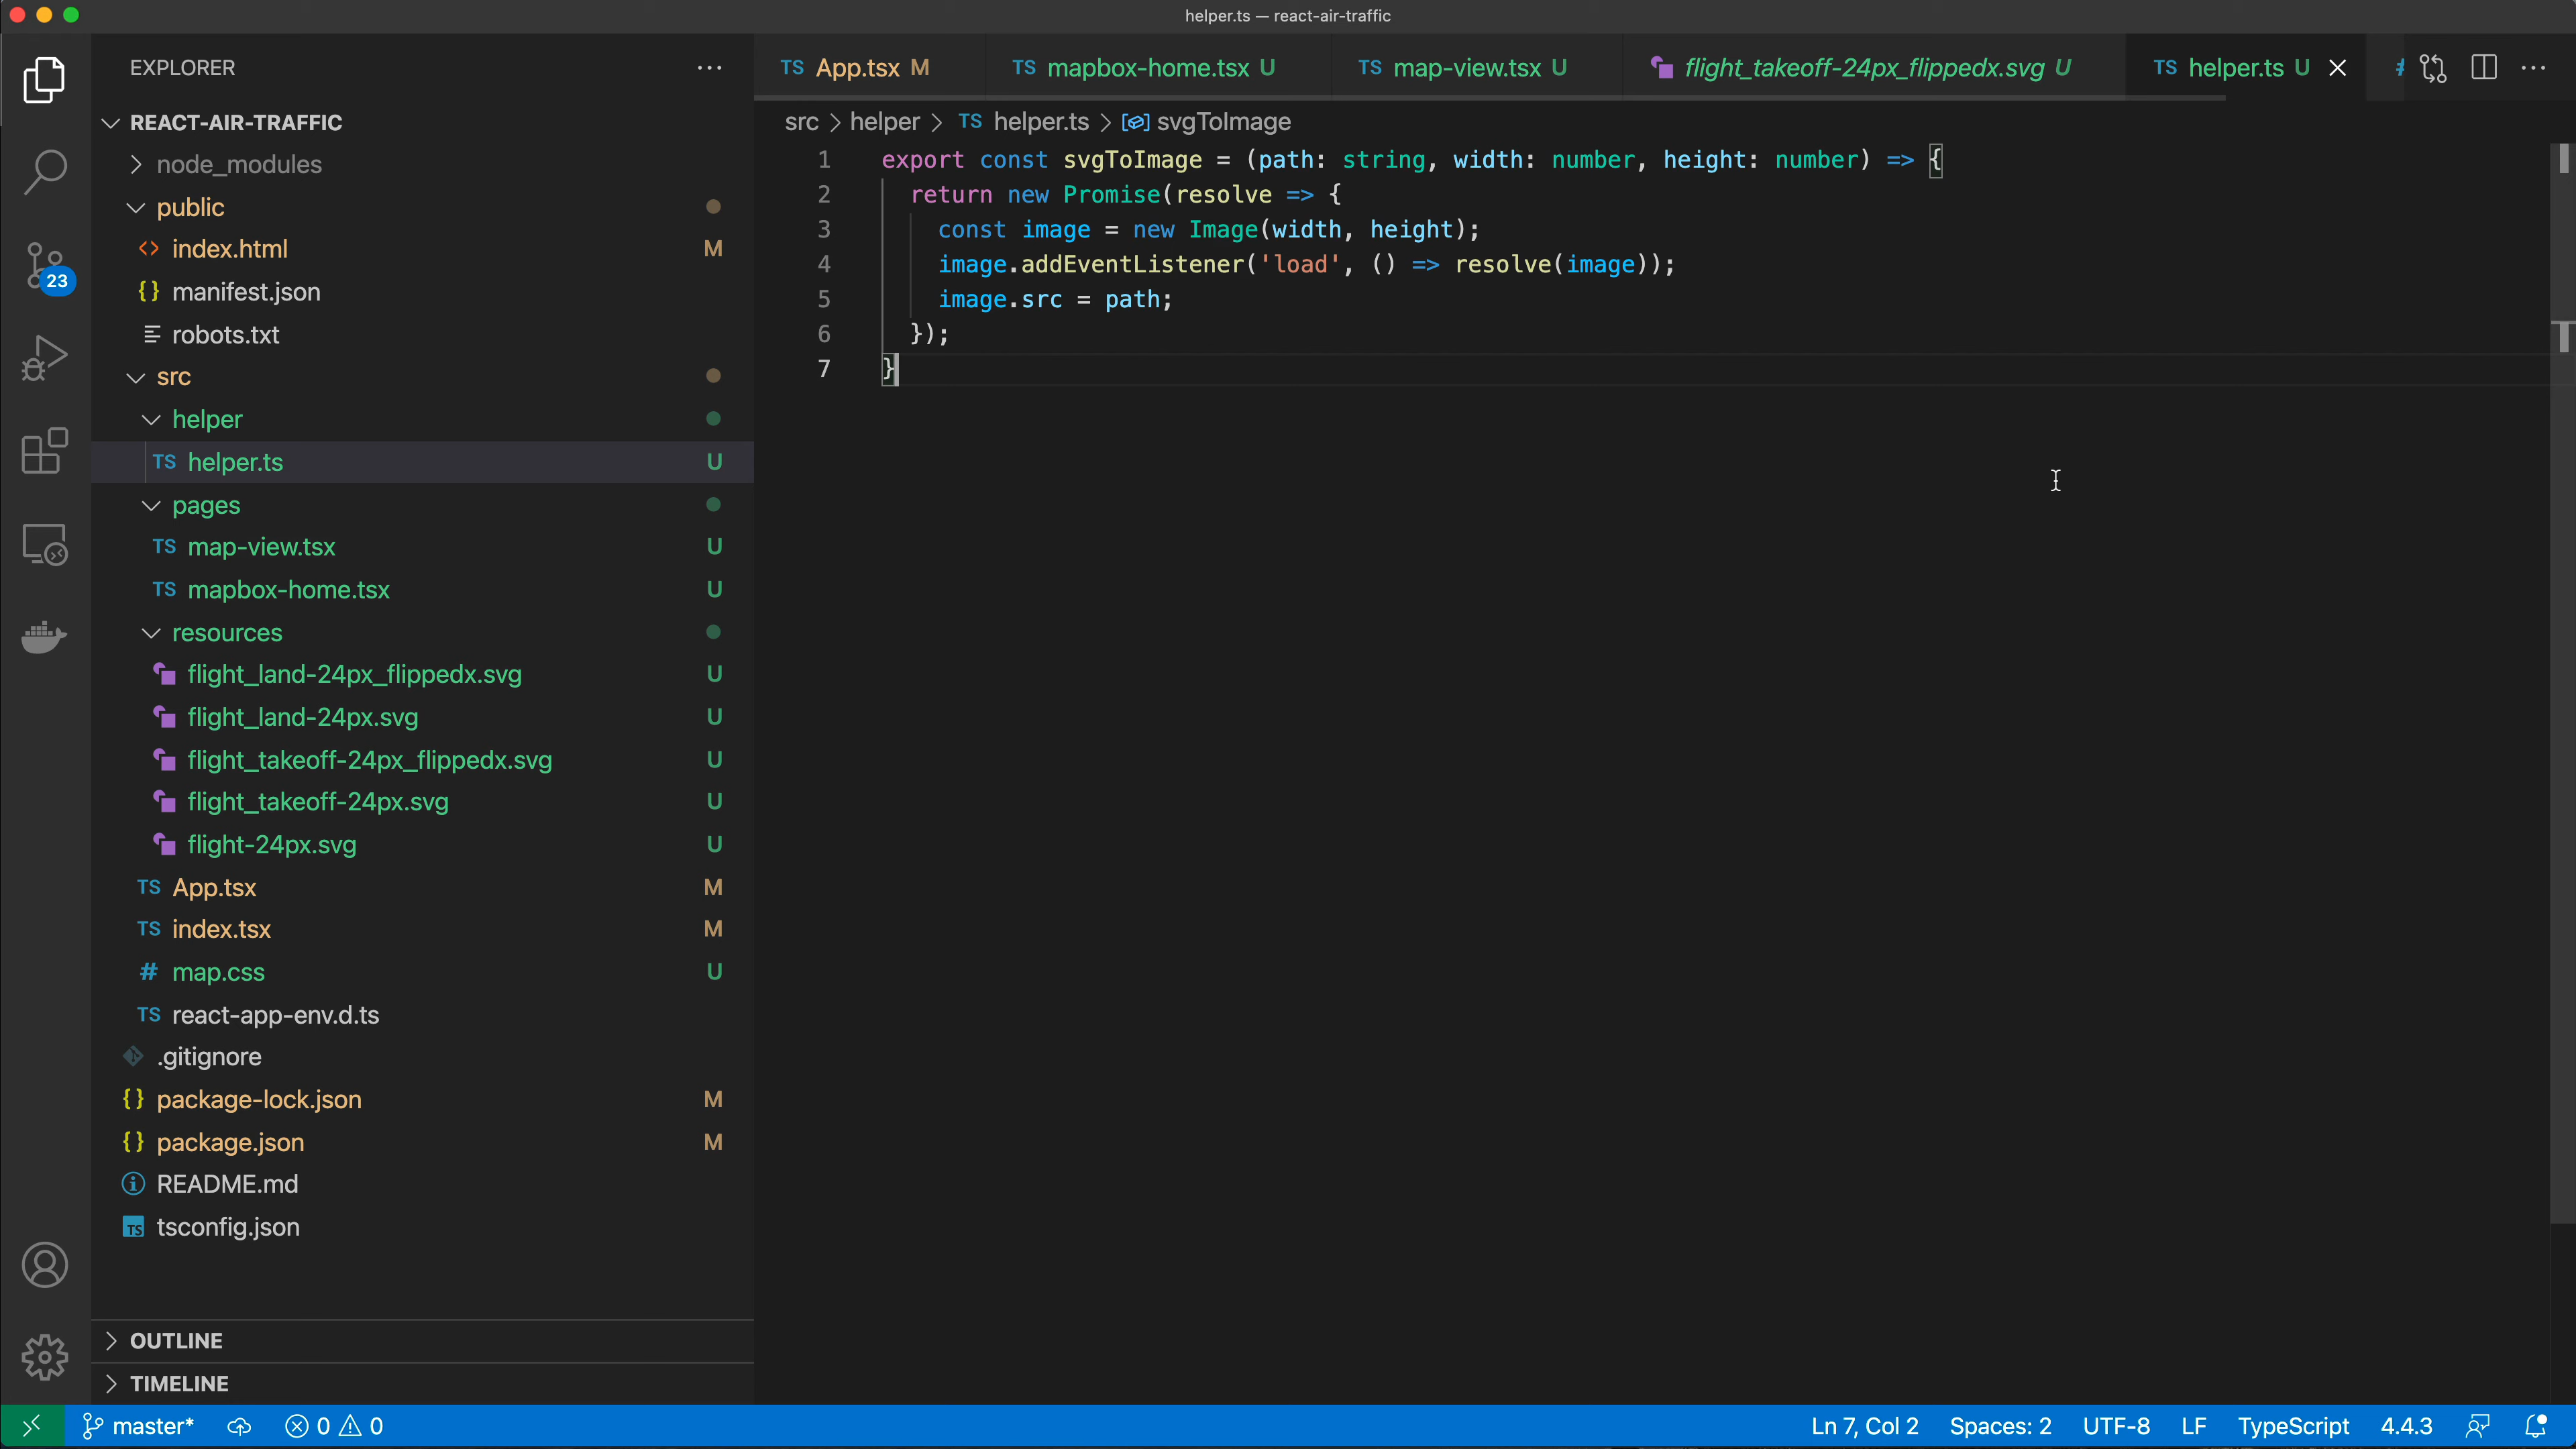 helper.ts — react-air-traffic
EXPLORER
REACT-AIR-TRAFFIC
node_modules
public
index.html M
manifest.json
robots.txt
src
helper
TS helper.ts U
pages
TS map-view.tsx U
TS mapbox-home.tsx U
resources
flight_land-24px_flippedx.svg U
flight_land-24px.svg U
flight_takeoff-24px_flippedx.svg U
flight_takeoff-24px.svg U
flight-24px.svg U
TS App.tsx M
TS index.tsx M
# map.css U
TS react-app-env.d.ts
.gitignore
{} package-lock.json M
{} package.json M
README.md
TS tsconfig.json
OUTLINE
TIMELINE
23
TS App.tsx M TS mapbox-home.tsx U TS map-view.tsx U flight_takeoff-24px_flippedx.svg U TS helper.ts U
src > helper > TS helper.ts > svgToImage
1 export const svgToImage = (path: string, width: number, height: number) => {
2 return new Promise(resolve => {
3 const image = new Image(width, height);
4 image.addEventListener('load', () => resolve(image));
5 image.src = path;
6 });
7 }
master* 0 0 Ln 7, Col 2 Spaces: 2 UTF-8 LF TypeScript 4.4.3